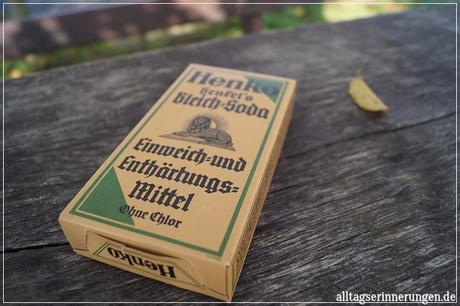 Henko
Henkel's
Bleich-Soda
Einweich- und
Enthärtungs-
Mittel
Ohne Chlor
Henko
alltagserinnerungen.de